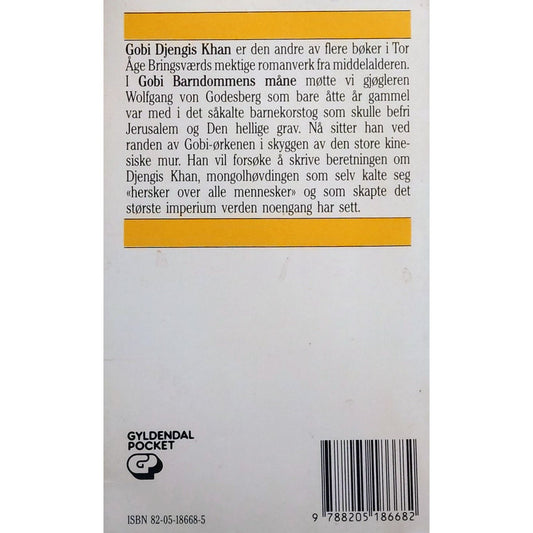 Gobi Djengis Khan er den andre av flere bøker i Tor
Åge Bringsværds mektige romanverk fra middelalderen.
I Gobi Barndommens måne møtte vi gjøgleren
Wolfgang von Godesberg som bare åtte år gammel
var med i det såkalte barnekorstog som skulle befri
Jerusalem og Den hellige grav. Nå sitter han ved
randen av Gobi-ørkenen i skyggen av den store kine-
siske mur. Han vil forsøke å skrive beretningen om
Djengis Khan, mongolhøvdingen som selv kalte seg
«hersker over alle mennesker» og som skapte det
største imperium verden noengang har sett.
GYLDENDAL
POCKET
GP
ISBN 82-05-18668-5
9 788205 186682